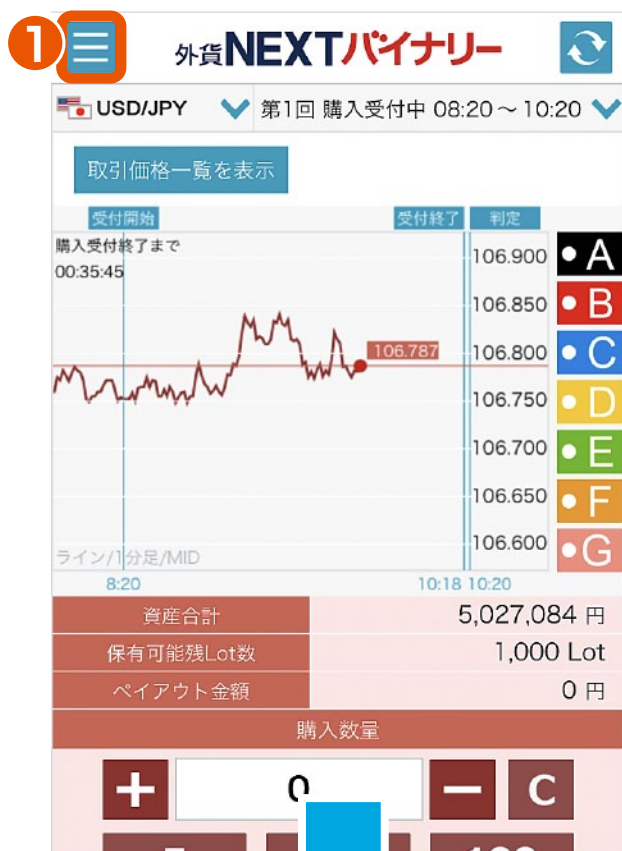 1
外貨NEXTバイナリー
USD/JPY 第1回 購入受付中 08:20～10:20
取引価格一覧を表示
受付開始 受付終了 判定
購入受付終了まで
00:35:45
106.900 A
106.850 B
106.787 106.800 C
106.750 D
106.700 E
106.650 F
106.600 G
ライン/1分足/MID
8:20 10:18 10:20
資産合計 5,027,084 円
保有可能残Lot数 1,000 Lot
ペイアウト金額 0 円
購入数量
+ 0 − C